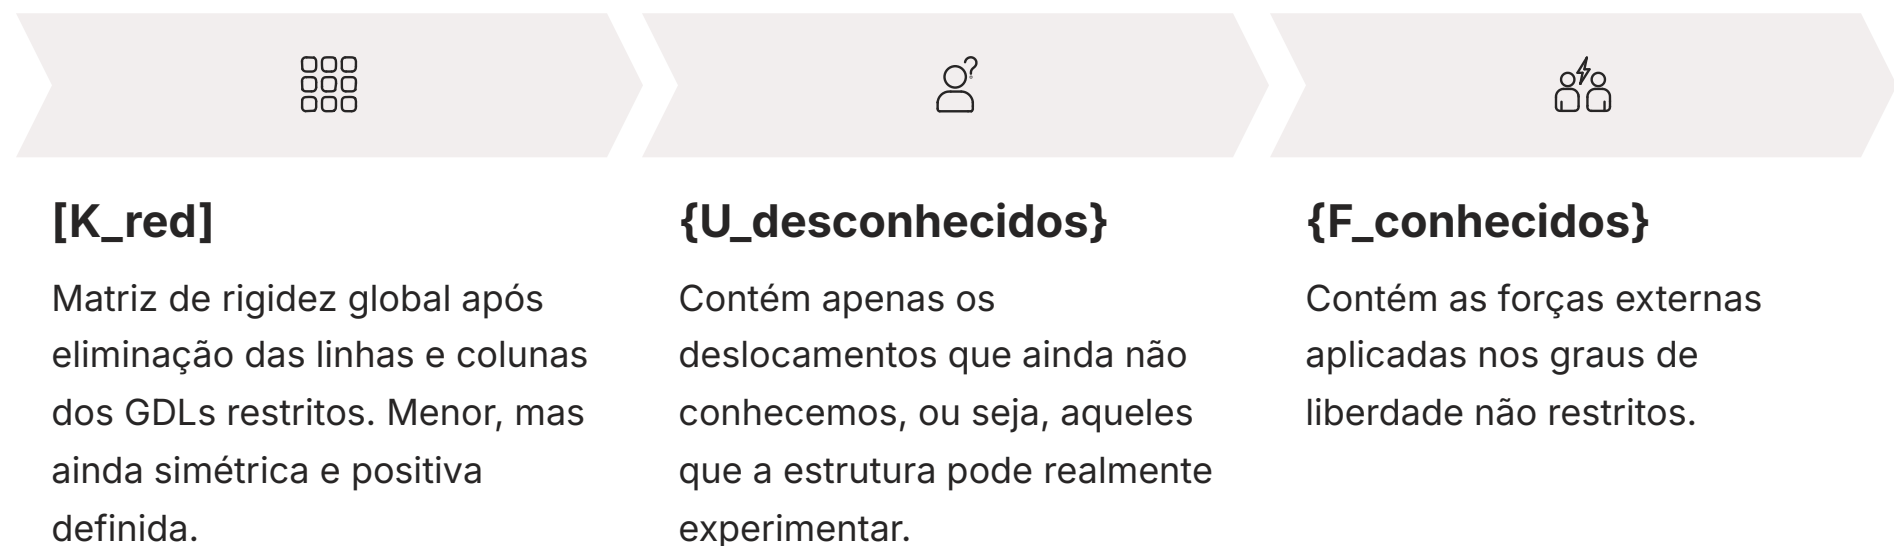 [K_red]
Matriz de rigidez global após
eliminação das linhas e colunas
dos GDLs restritos. Menor, mas
ainda simétrica e positiva
definida.
{U_desconhecidos}
Contém apenas os
deslocamentos que ainda não
conhecemos, ou seja, aqueles
que a estrutura pode realmente
experimentar.
{F_conhecidos}
Contém as forças externas
aplicadas nos graus de
liberdade não restritos.